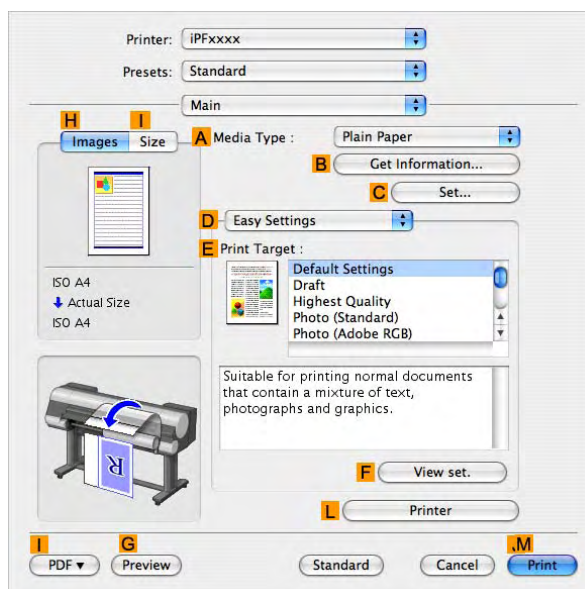 Printer: iPFxxxx
Presets: Standard
Main
H I
Images Size
A Media Type : Plain Paper
B Get Information...
C Set...
D Easy Settings
E Print Target :
Default Settings
Draft
Highest Quality
Photo (Standard)
Photo (Adobe RGB)
ISO A4
Actual Size
ISO A4
Suitable for printing normal documents
that contain a mixture of text,
photographs and graphics.
R
F View set.
L Printer
I G .M
PDF Preview Standard Cancel Print